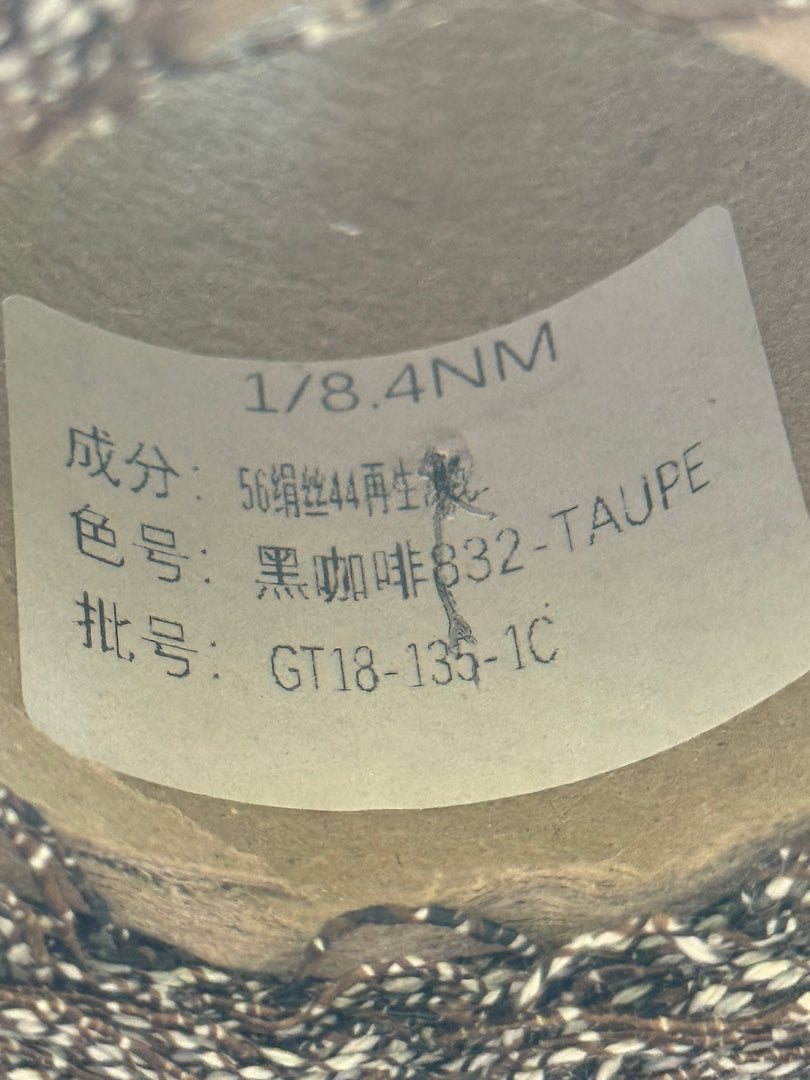 1/8.4NM
成分： 56绢丝44再生
色号： 黑咖啡832-TAUPE
批号： GT18-135-1C